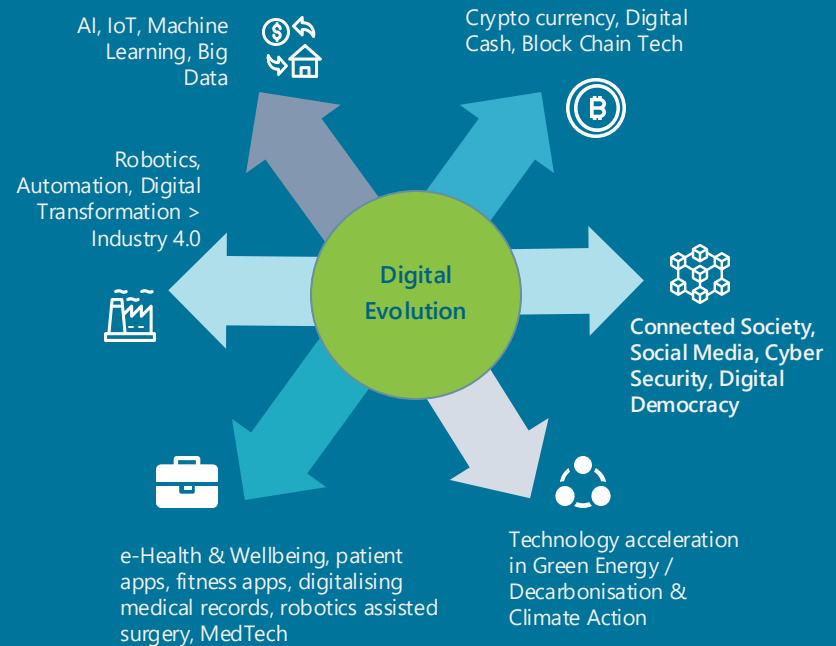 AI, IoT, Machine
Learning, Big
Data
Crypto currency, Digital
Cash, Block Chain Tech
Robotics,
Automation, Digital
Transformation >
Industry 4.0
Digital
Evolution
Connected Society,
Social Media, Cyber
Security, Digital
Democracy
e-Health & Wellbeing, patient
apps, fitness apps, digitalising
medical records, robotics assisted
surgery, MedTech
Technology acceleration
in Green Energy /
Decarbonisation &
Climate Action